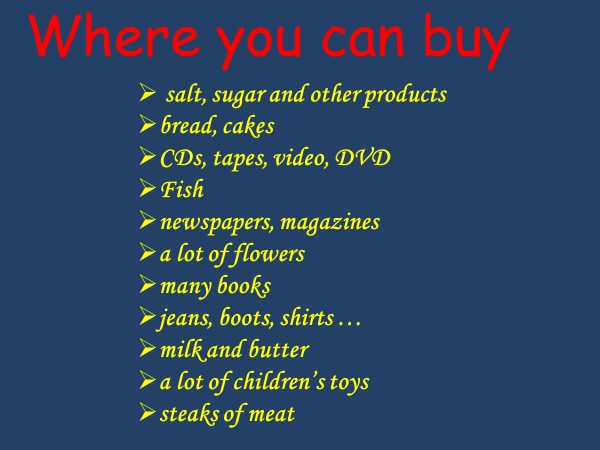 Where you can buy
salt, sugar and other products
bread, cakes
CDs, tapes, video, DVD
Fish
newspapers, magazines
a lot of flowers
many books
jeans, boots, shirts …
milk and butter
a lot of children’s toys
steaks of meat